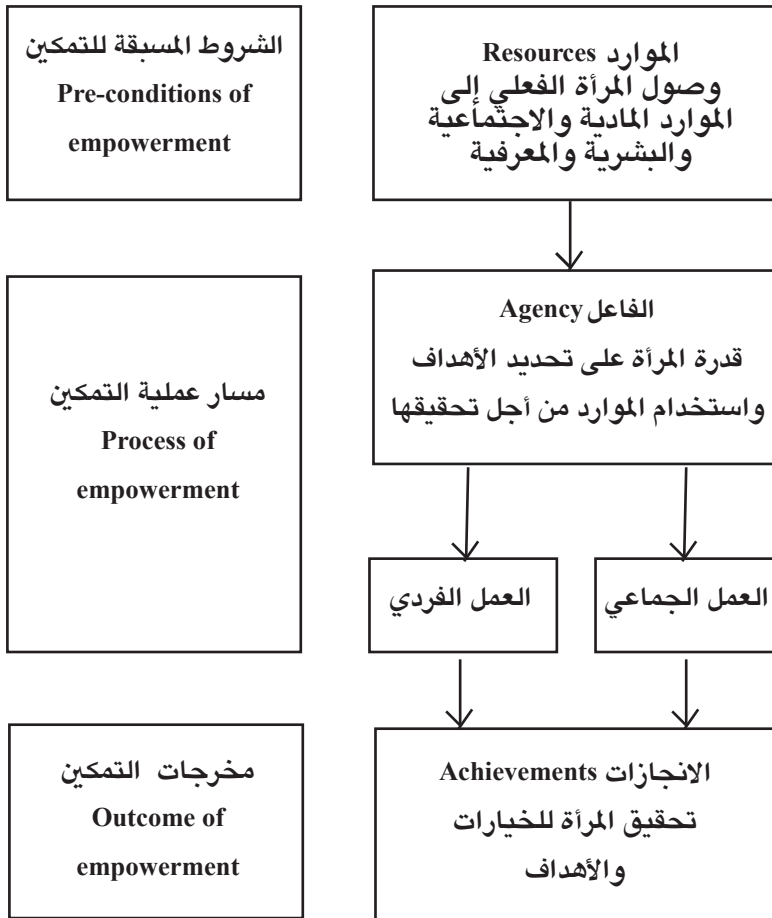 الموارد Resources
وصول المرأة الفعلي إلى
الموارد المادية والاجتماعية
والبشرية والمعرفية
الشروط المسبقة للتمكين
Pre-conditions of
empowerment
الفاعل Agency
قدرة المرأة على تحديد الأهداف
واستخدام الموارد من أجل تحقيقها
العمل الجماعي
العمل الفردي
مسار عملية التمكين
Process of
empowerment
الانجازات Achievements
تحقيق المرأة للخيارات
والأهداف
مخرجات التمكين
Outcome of
empowerment